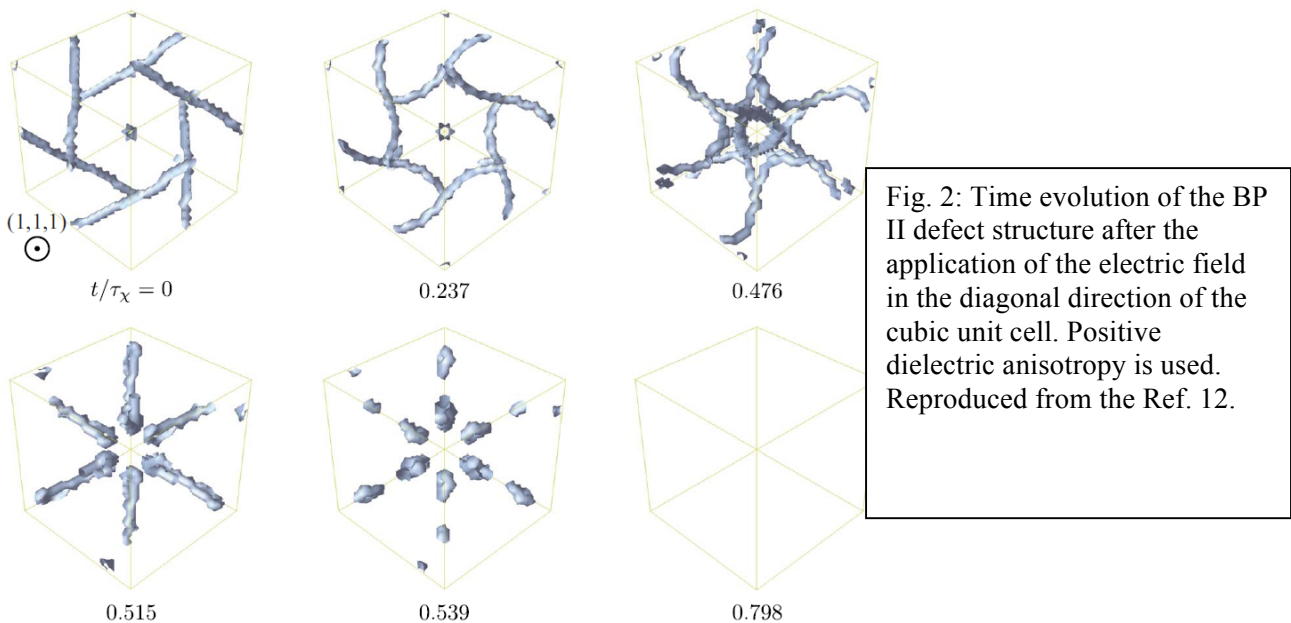 (1,1,1)
t/τχ = 0
0.237
0.476
0.515
0.539
0.798
Fig. 2: Time evolution of the BP
II defect structure after the
application of the electric field
in the diagonal direction of the
cubic unit cell. Positive
dielectric anisotropy is used.
Reproduced from the Ref. 12.